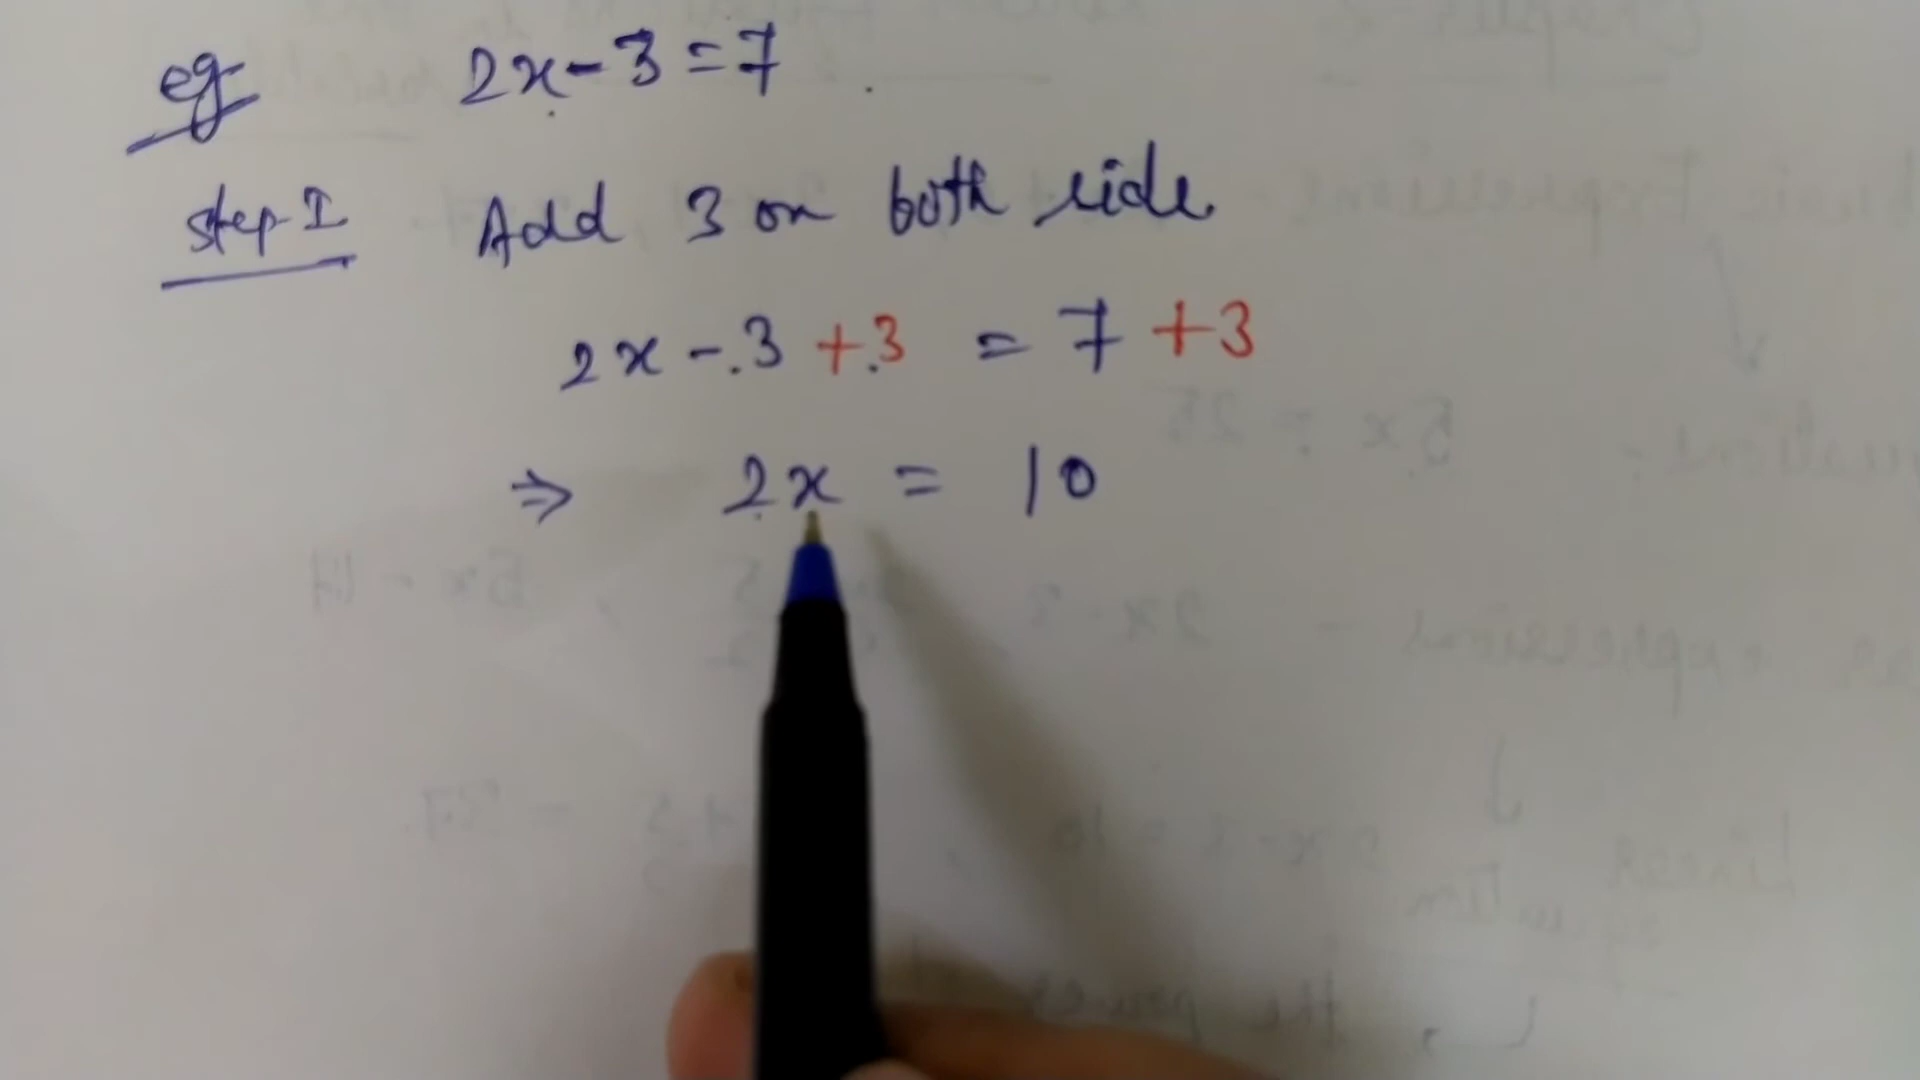 eg 2x - 3 = 7
Step I Add 3 on both side
2x - 3 + 3 = 7 + 3
⇒ 2x = 10